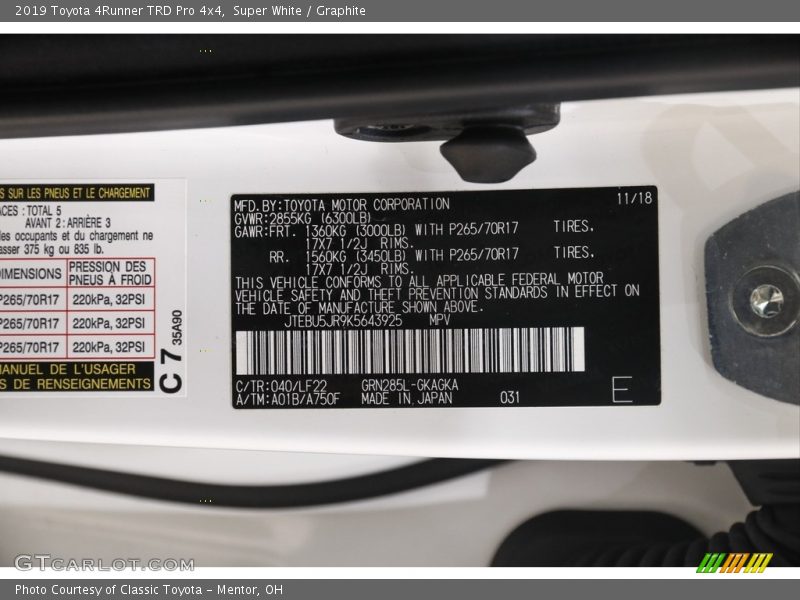 2019 Toyota 4Runner TRD Pro 4x4, Super White / Graphite
S SUR LES PNEUS ET LE CHARGEMENT
ACES : TOTAL 5
AVANT 2 : ARRIÈRE 3
des occupants et du chargement ne
asser 375 kg ou 835 lb.
DIMENSIONS PRESSION DES PNEUS À FROID
P265/70R17 220kPa, 32PSI
P265/70R17 220kPa, 32PSI
P265/70R17 220kPa, 32PSI
MANUEL DE L'USAGER
S DE RENSEIGNEMENTS
C 7 35A90
MFD. BY: TOYOTA MOTOR CORPORATION 11/18
GVWR: 2855KG (6300LB)
GAWR: FRT. 1360KG (3000LB) WITH P265/70R17 TIRES.
17X7 1/2J RIMS.
RR. 1560KG (3450LB) WITH P265/70R17 TIRES.
17X7 1/2J RIMS.
THIS VEHICLE CONFORMS TO ALL APPLICABLE FEDERAL MOTOR
VEHICLE SAFETY AND THEFT PREVENTION STANDARDS IN EFFECT ON
THE DATE OF MANUFACTURE SHOWN ABOVE.
JTEBU5JR9K5643925 MPV
C/TR: 040/LF22 GRN285L-GKAGKA
A/TM: A01B/A750F MADE IN JAPAN 031 E
GTCARLOT.COM
Photo Courtesy of Classic Toyota - Mentor, OH